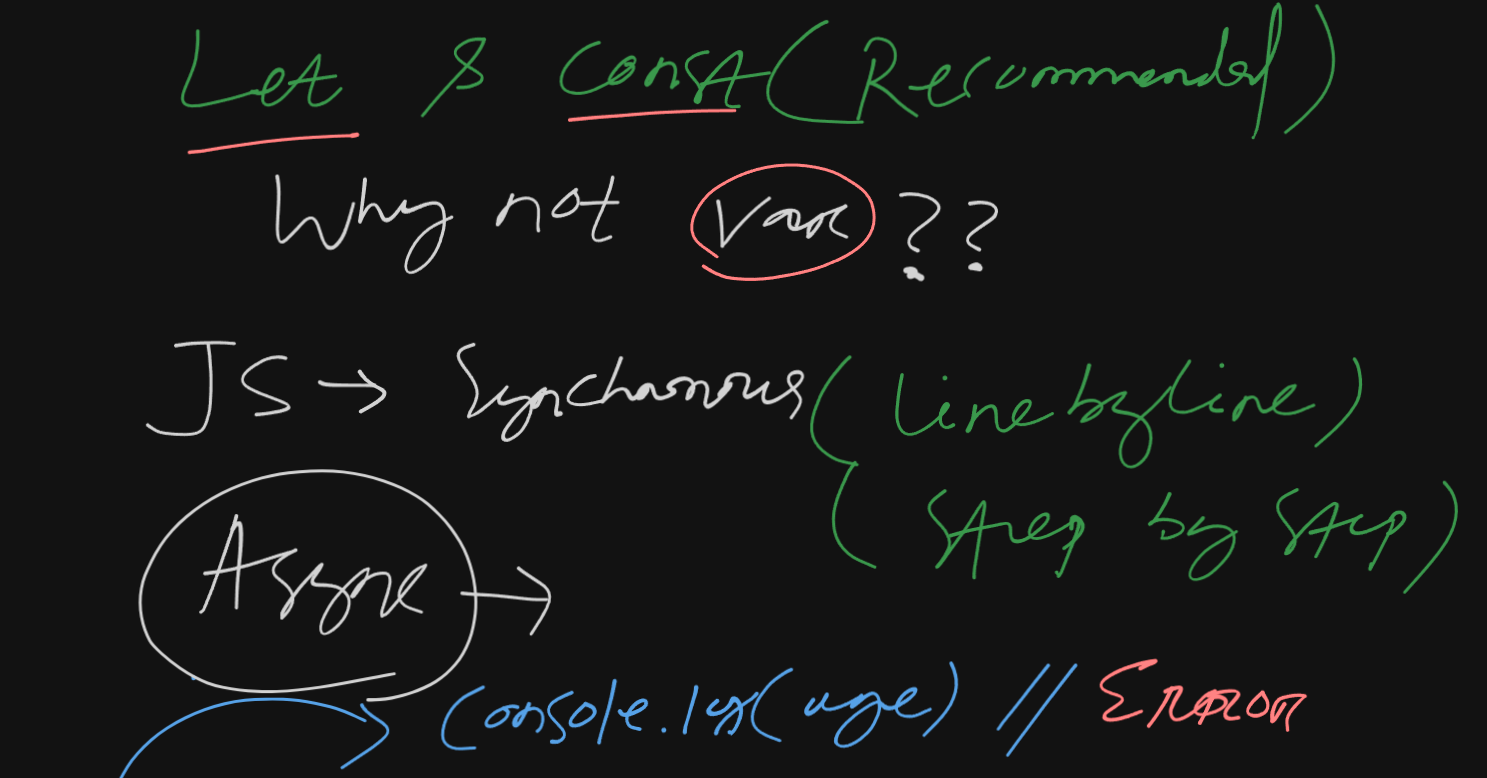 Let & Const (Recommended)
Why not var ??
JS → Synchronous (line by line)
(Step by Step)
Async →
Console.log(age) // Error